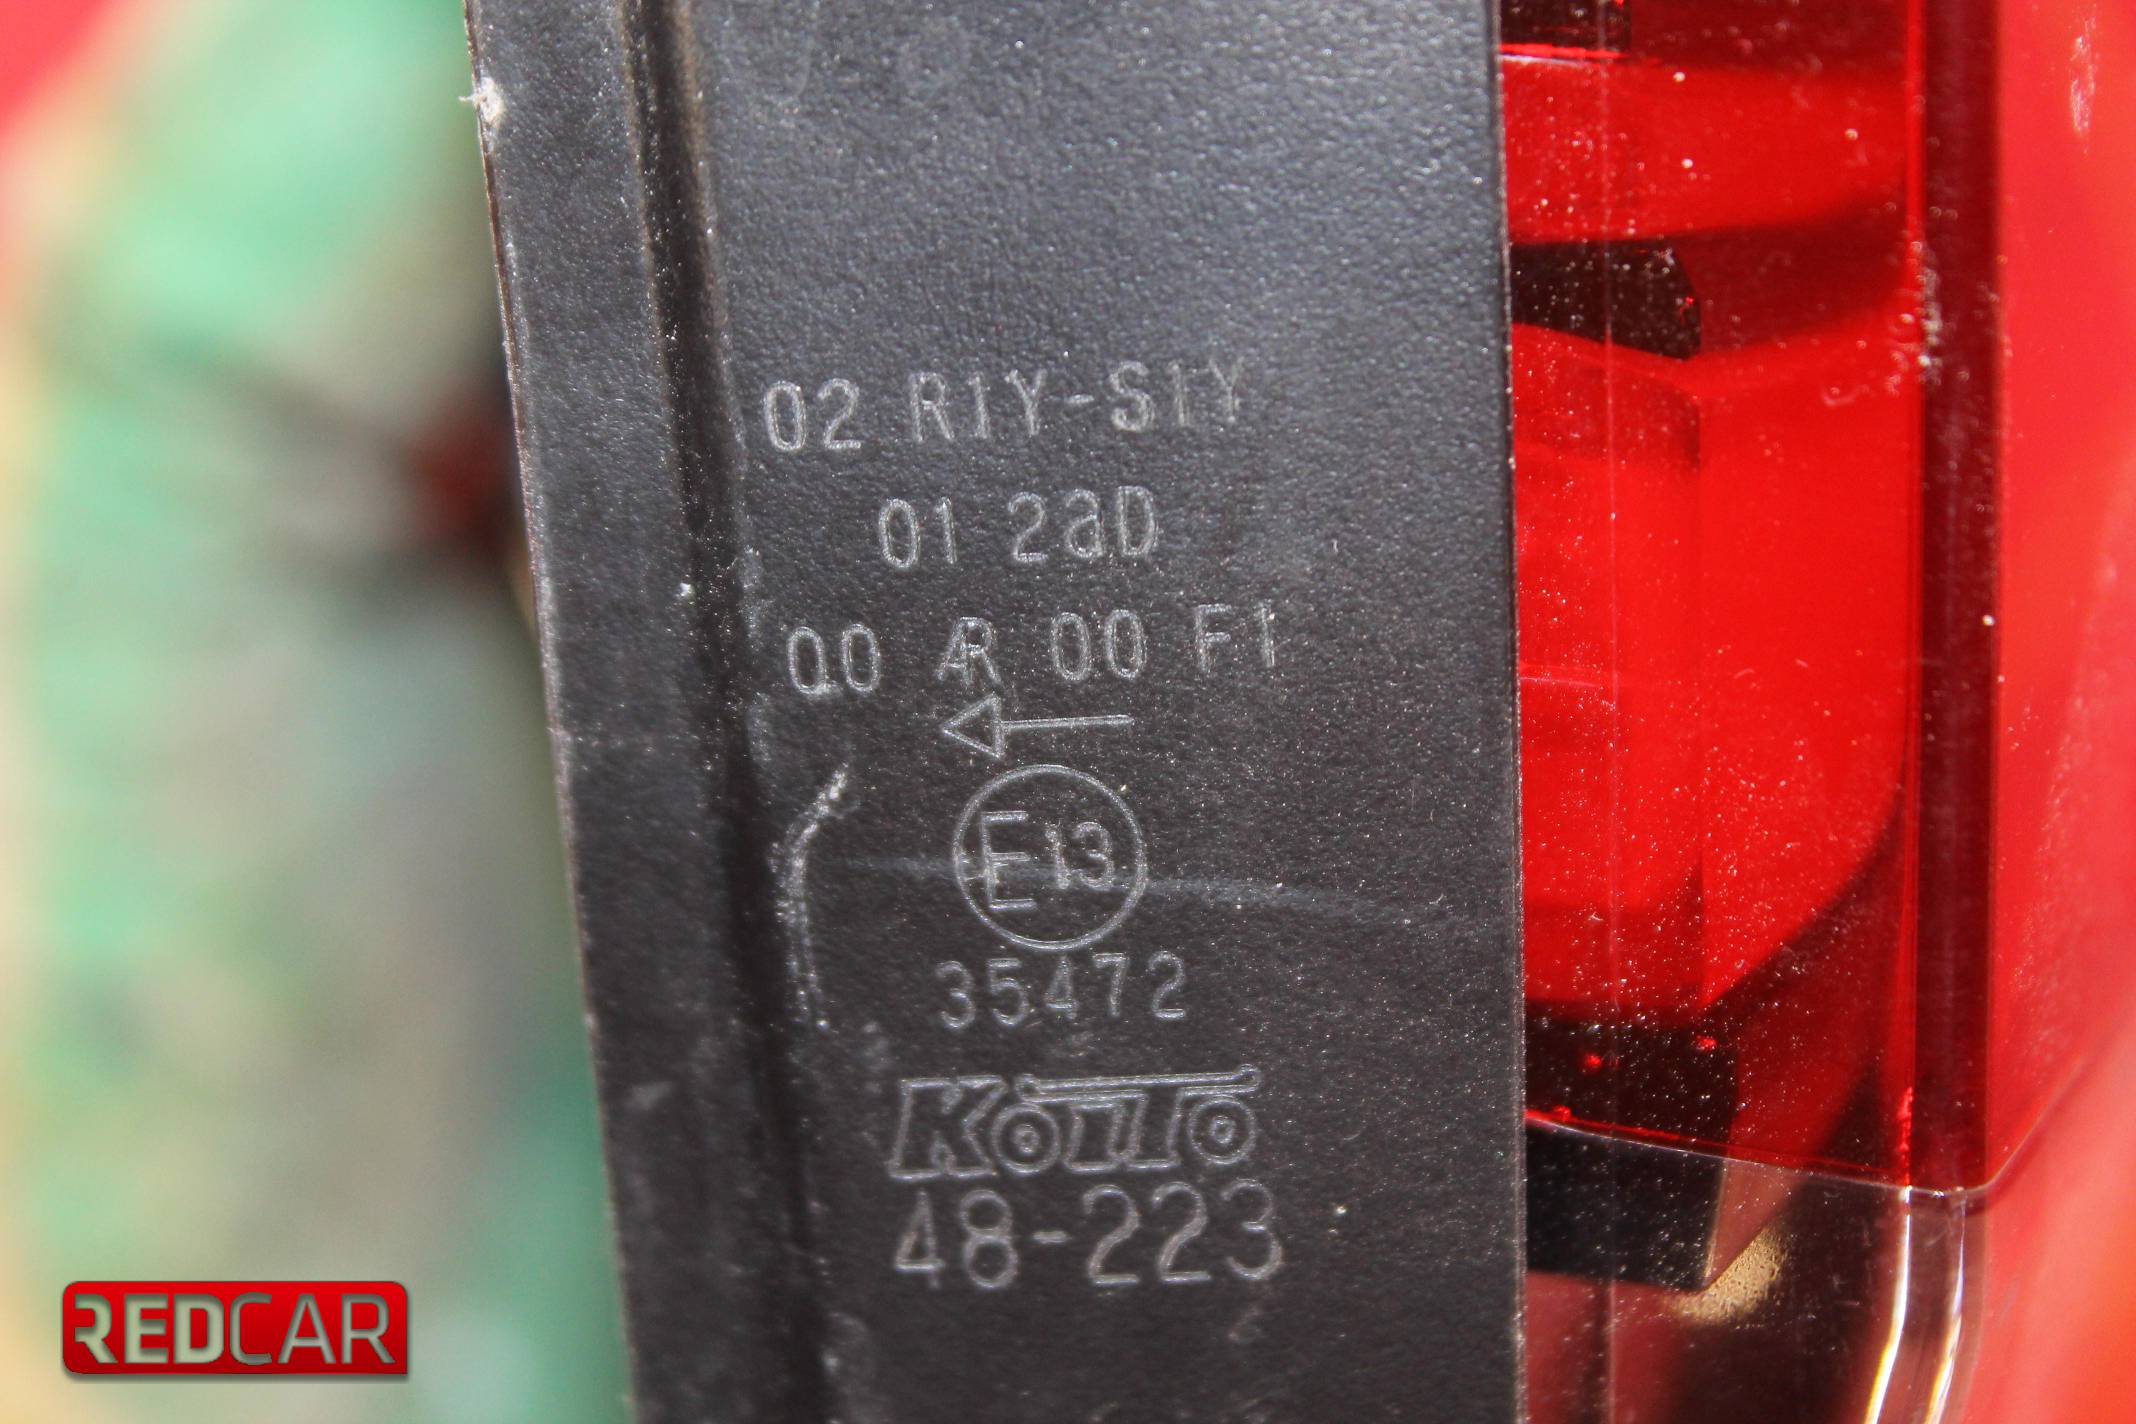 02 R1Y-S1Y
01 2aD
00 AR 00 F1
E13
35472
Koito
48-223
REDCAR